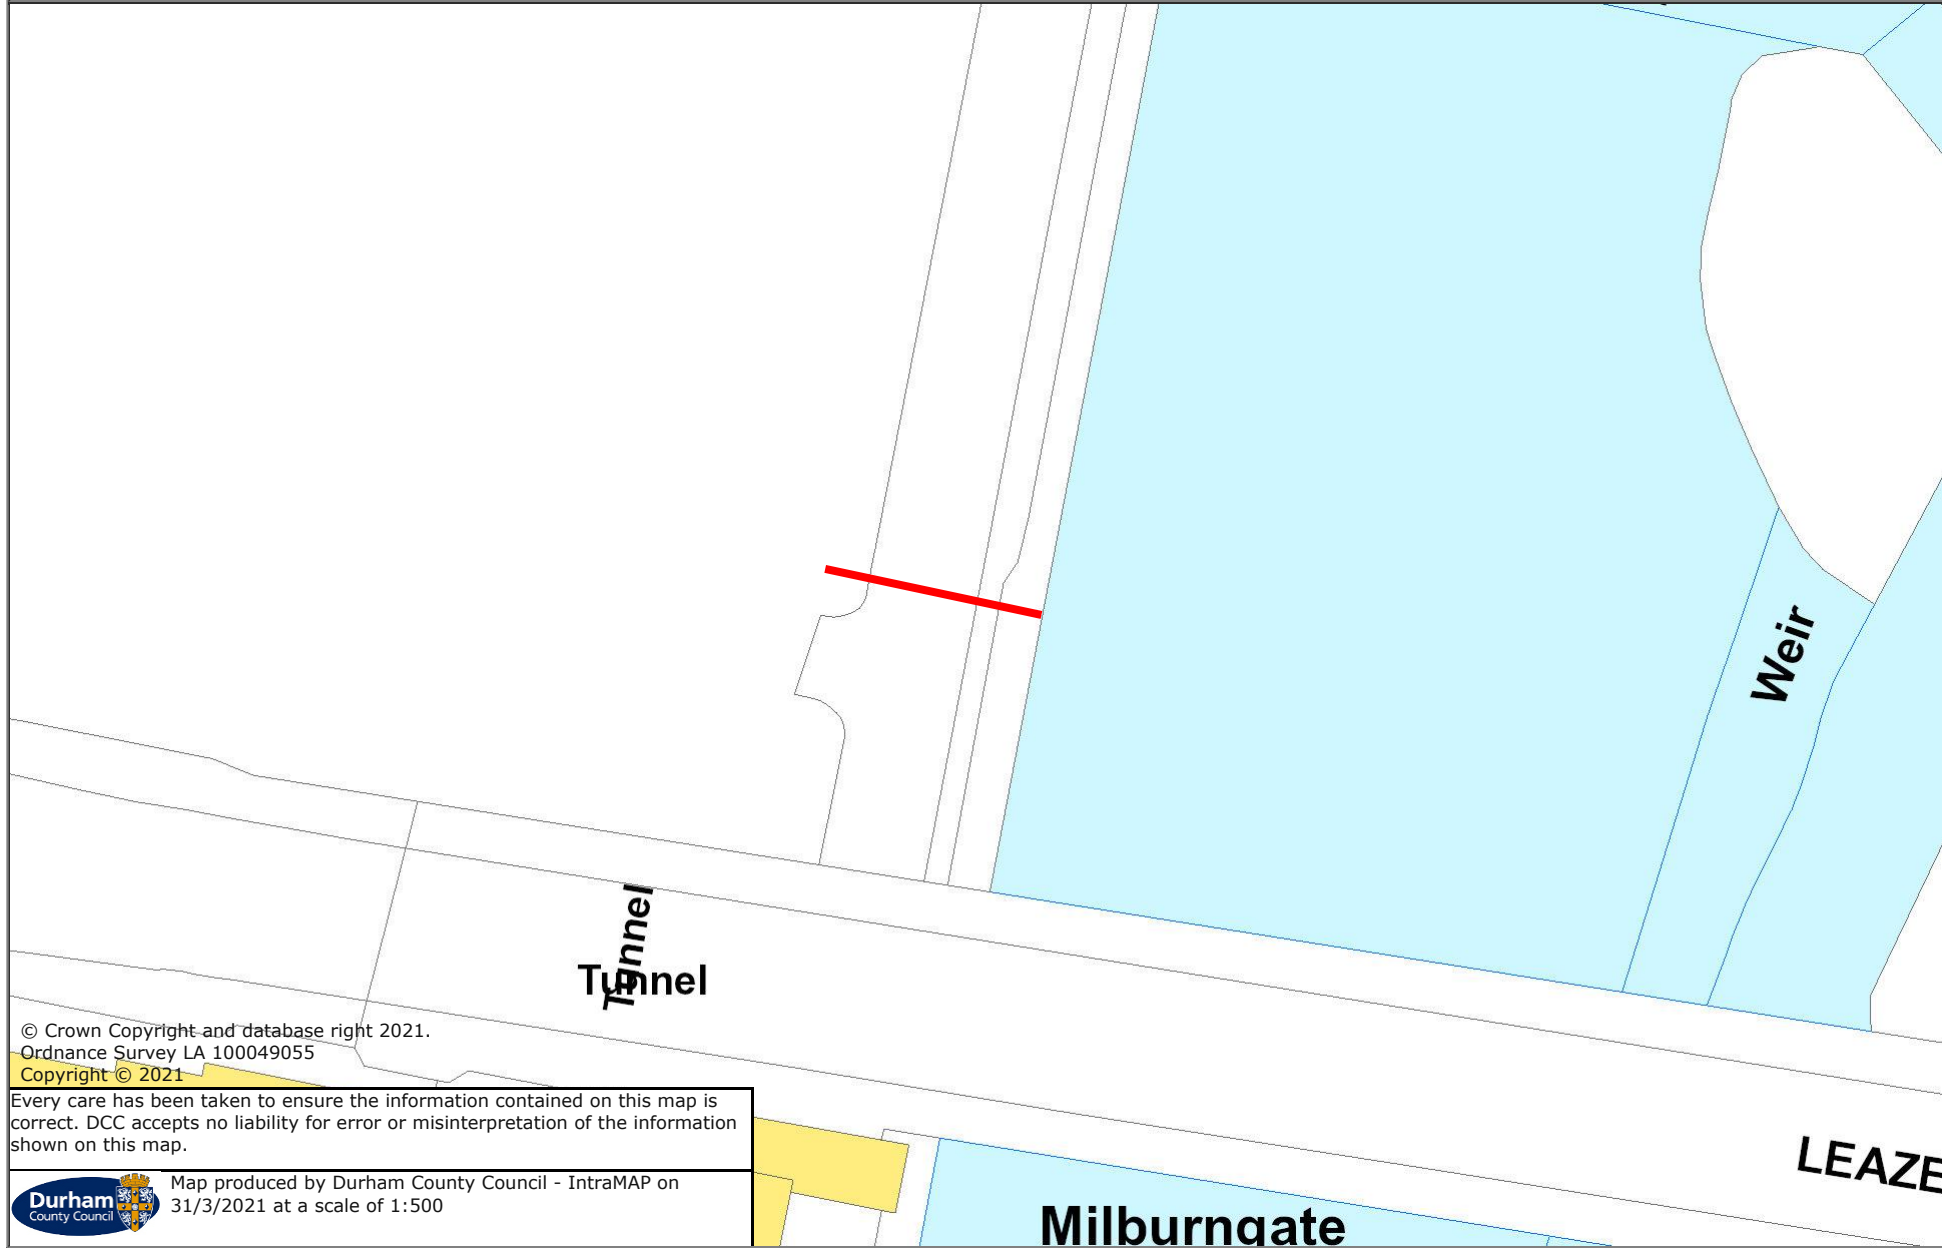 Weir
Tunnel
Tunnel
© Crown Copyright and database right 2021.
Ordnance Survey LA 100049055
Copyright © 2021
Every care has been taken to ensure the information contained on this map is
correct. DCC accepts no liability for error or misinterpretation of the information
shown on this map.
LEAZE
Durham
County Council
Map produced by Durham County Council - IntraMAP on
31/3/2021 at a scale of 1:500
Milburngate